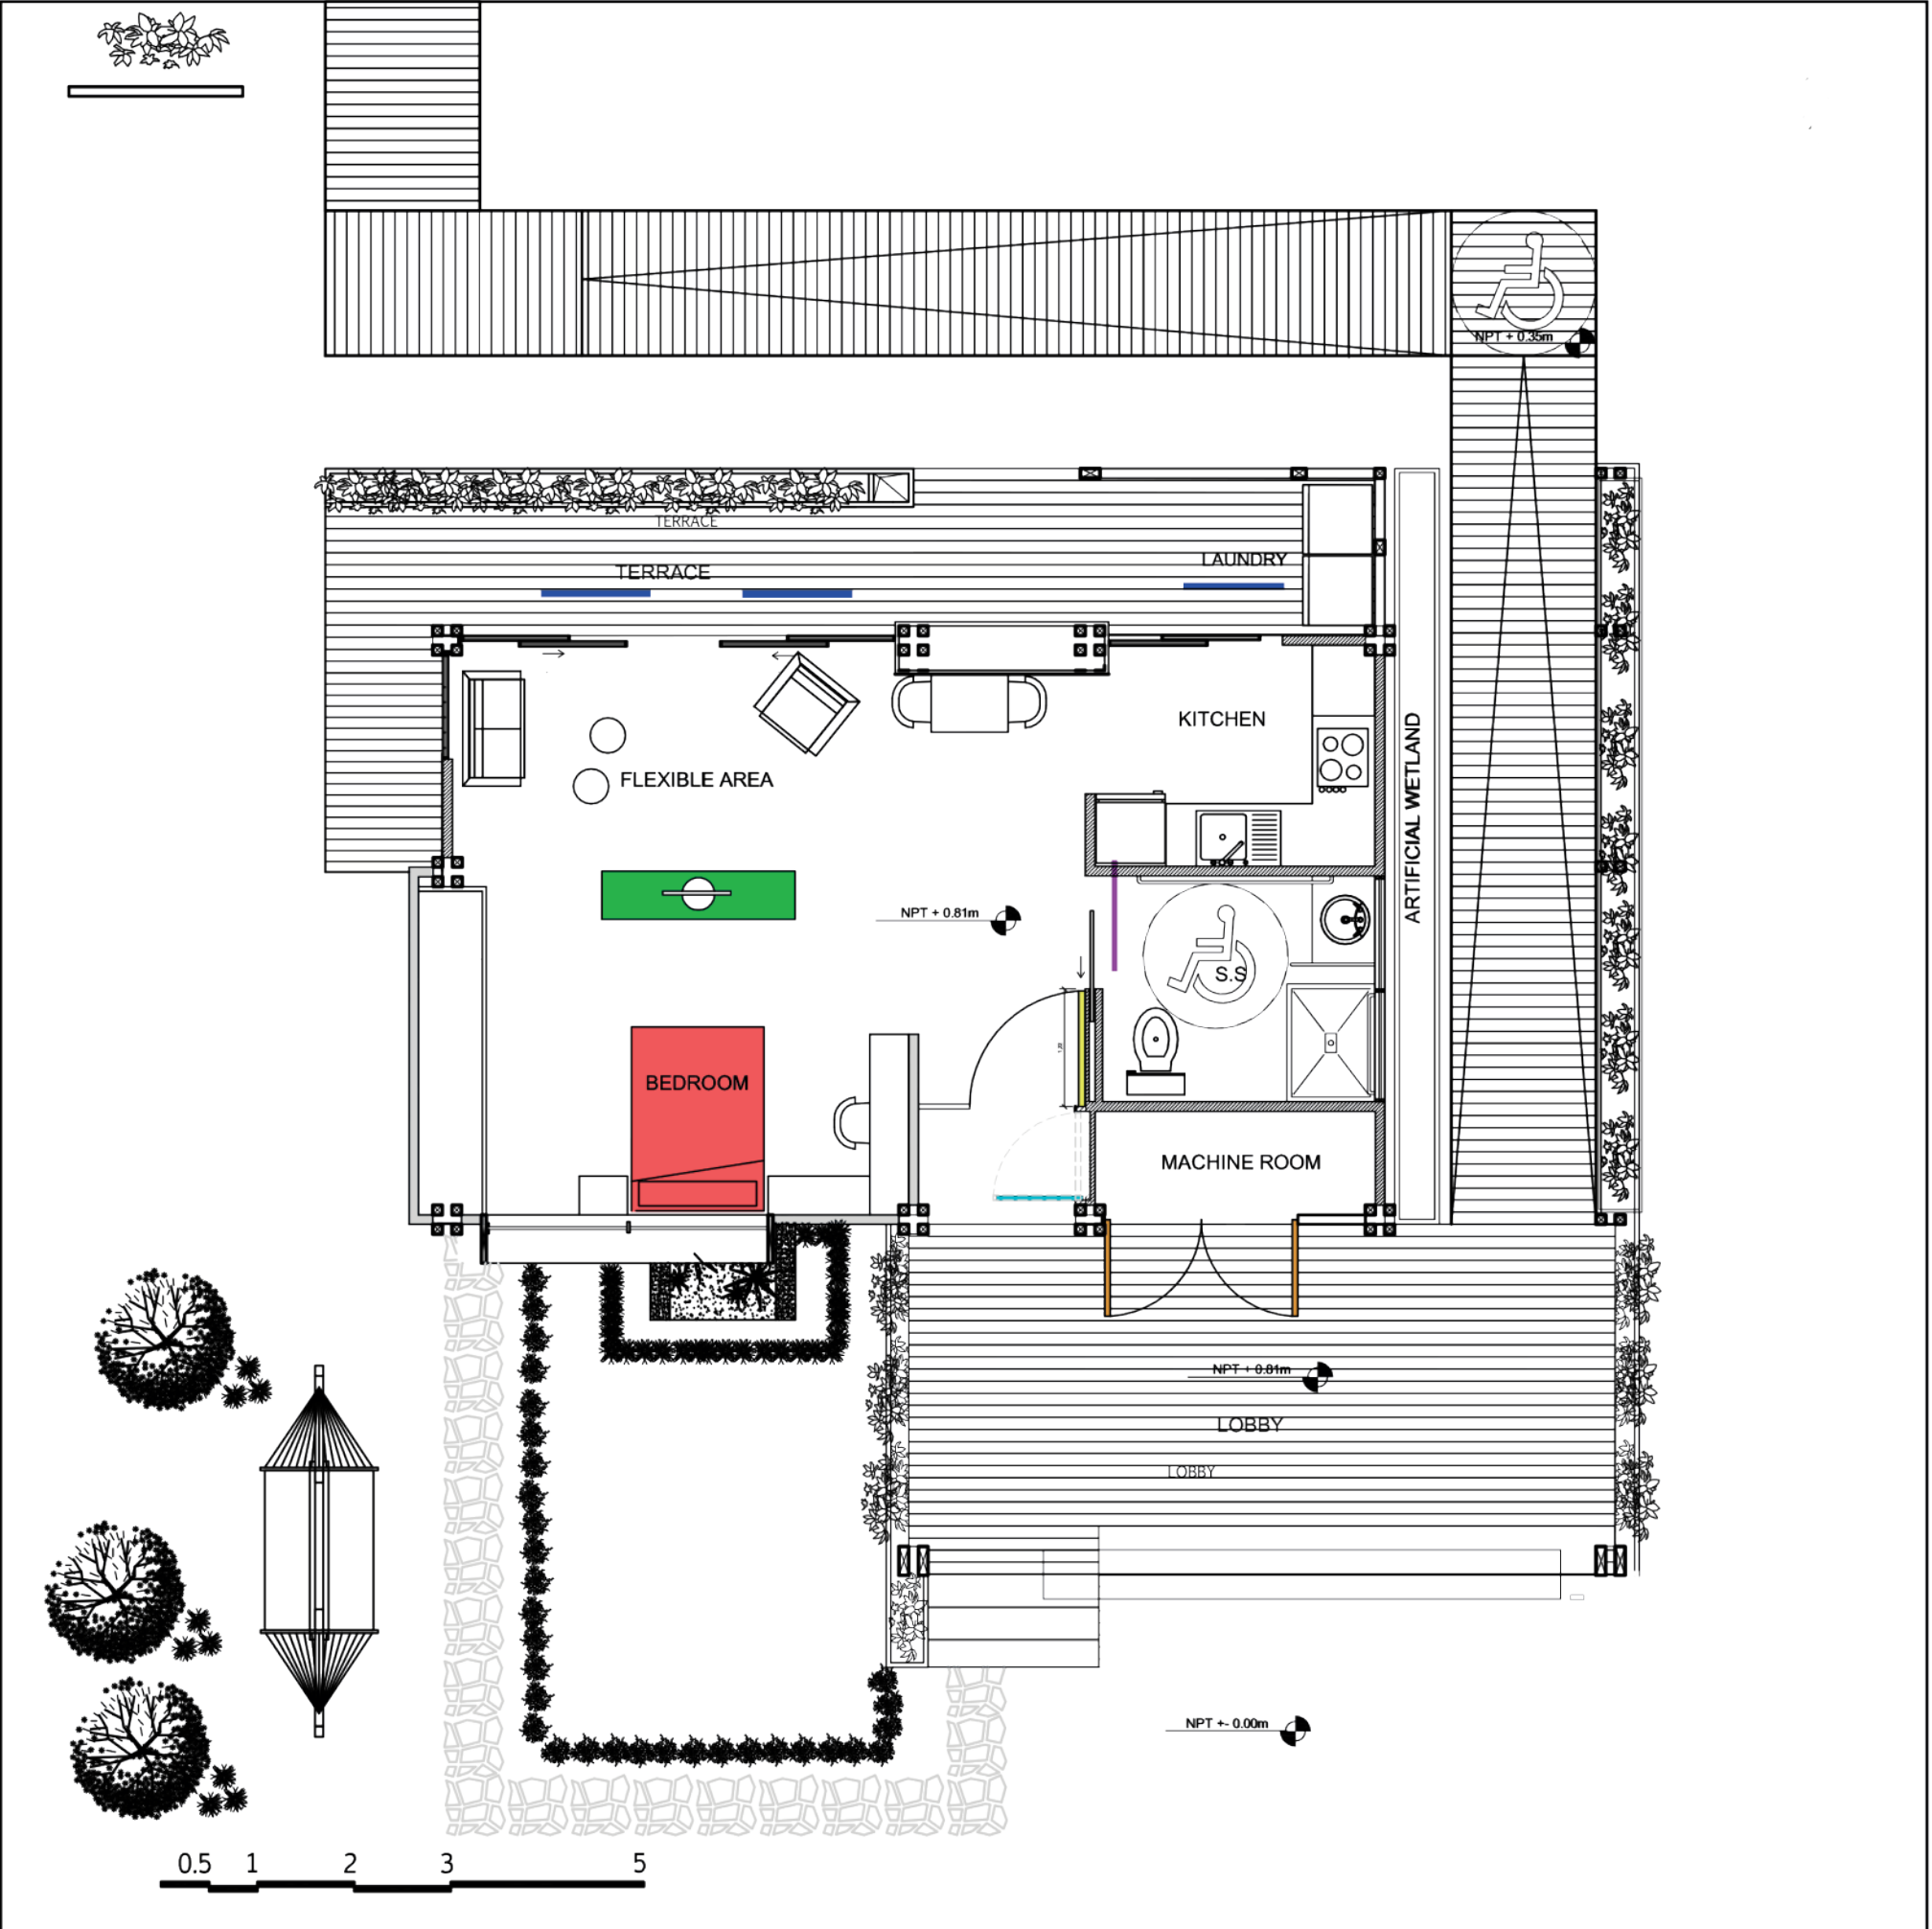 NPT + 0.35m
TERRACE
TERRACE
LAUNDRY
KITCHEN
FLEXIBLE AREA
ARTIFICIAL WETLAND
NPT + 0.81m
S.S
BEDROOM
MACHINE ROOM
NPT + 0.81m
LOBBY
LOBBY
NPT +- 0.00m
0.5 1 2 3 5